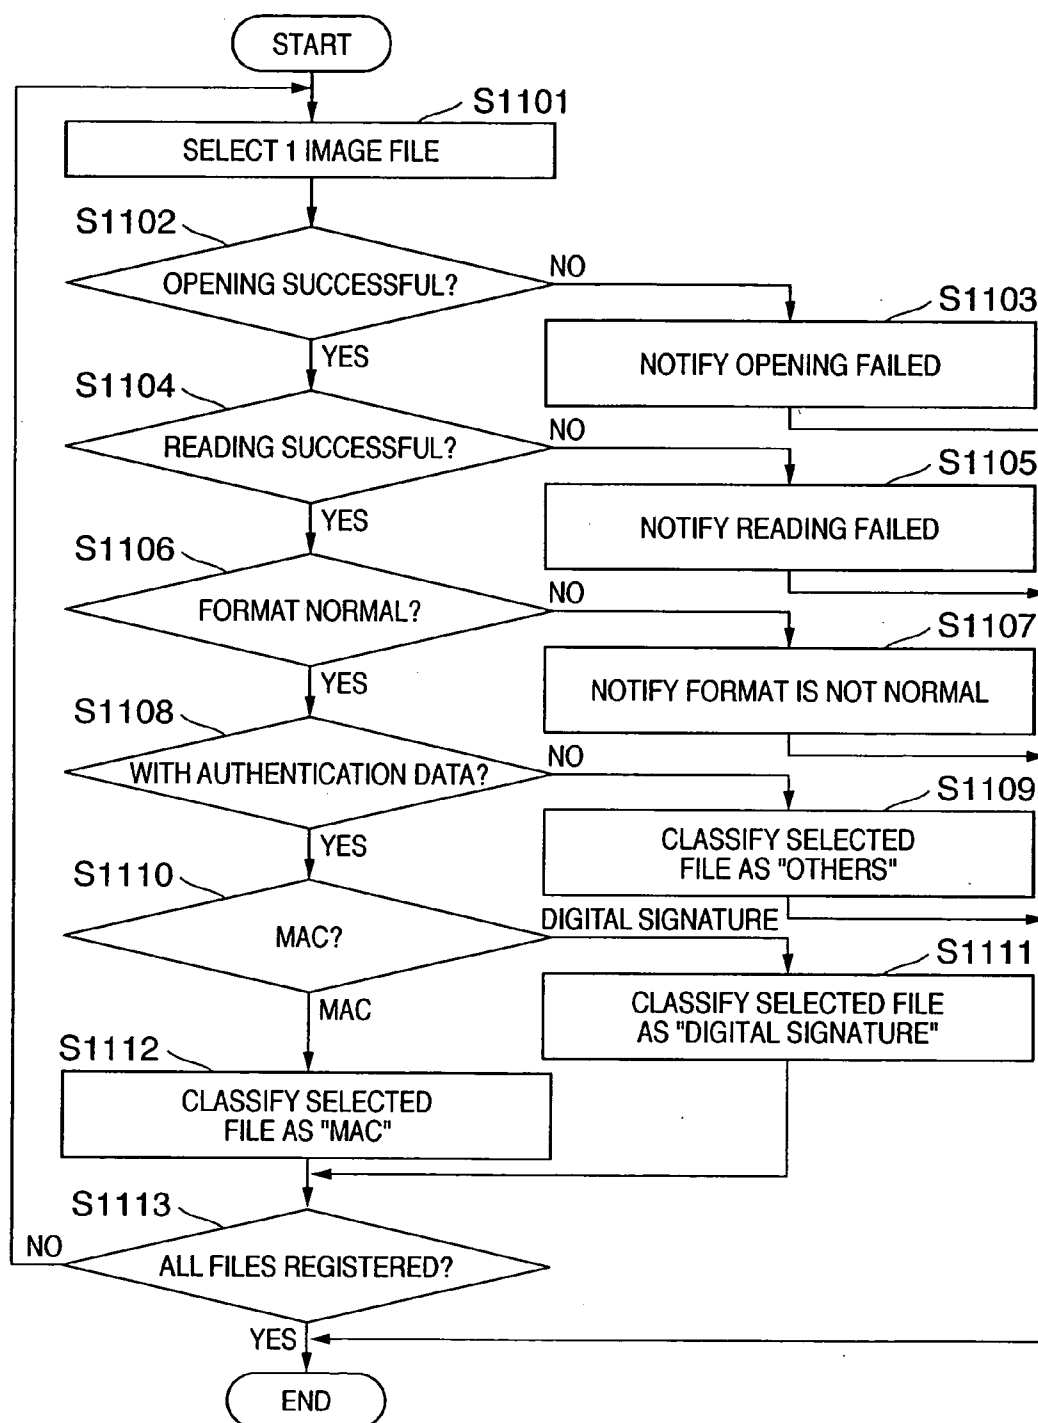 START
S1101
SELECT 1 IMAGE FILE
S1102
OPENING SUCCESSFUL?
NO
S1103
NOTIFY OPENING FAILED
YES
S1104
READING SUCCESSFUL?
NO
S1105
NOTIFY READING FAILED
YES
S1106
FORMAT NORMAL?
NO
S1107
NOTIFY FORMAT IS NOT NORMAL
YES
S1108
WITH AUTHENTICATION DATA?
NO
S1109
CLASSIFY SELECTED
FILE AS "OTHERS"
YES
S1110
MAC?
DIGITAL SIGNATURE
S1111
CLASSIFY SELECTED FILE
AS "DIGITAL SIGNATURE"
MAC
S1112
CLASSIFY SELECTED
FILE AS "MAC"
S1113
NO
ALL FILES REGISTERED?
YES
END